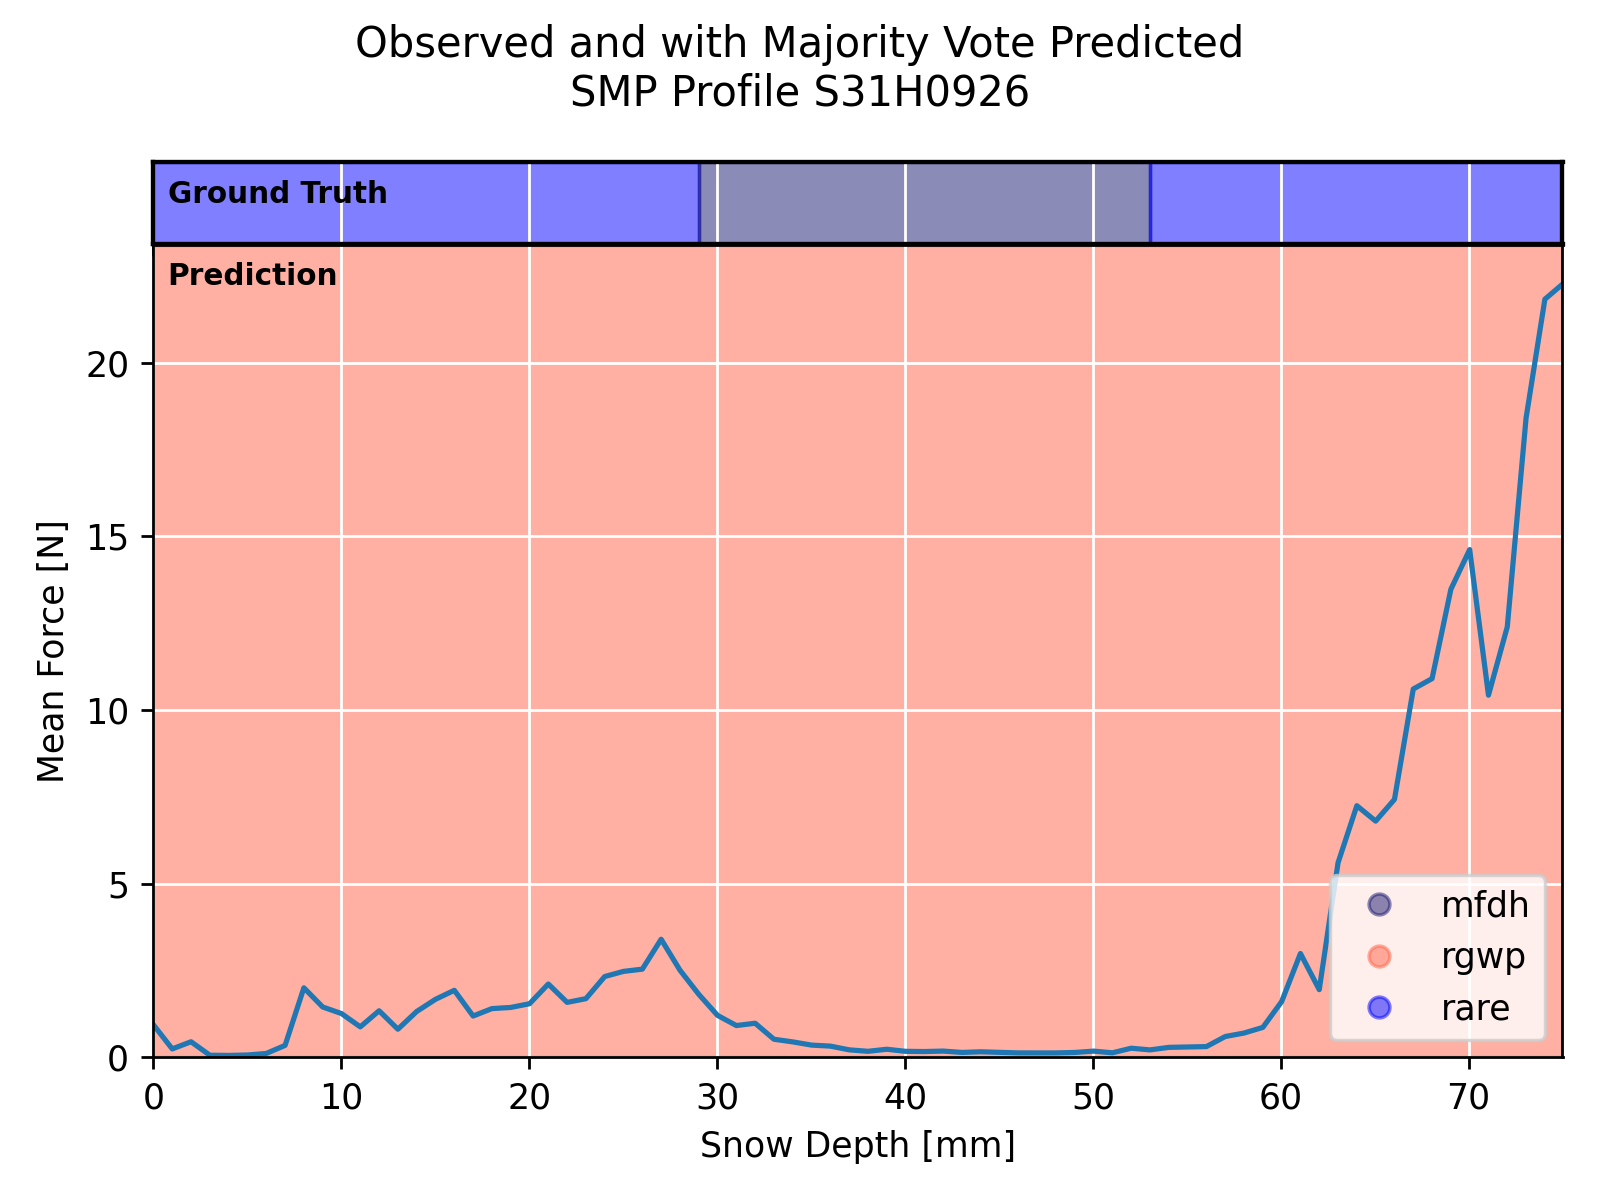 Observed and with Majority Vote Predicted
SMP Profile S31H0926
Ground Truth
Prediction
20
15
10
5
0
Mean Force [N]
mfdh
rgwp
rare
0 10 20 30 40 50 60 70
Snow Depth [mm]